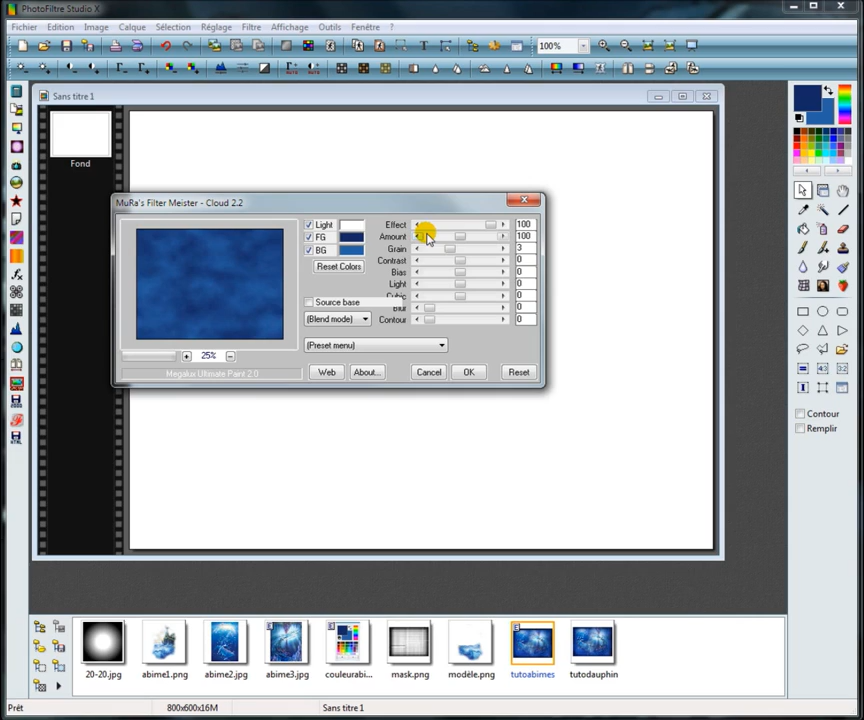 PhotoFiltre Studio X
Fichier Edition Image Calque Sélection Réglage Filtre Affichage Outils Fenêtre ?
100%
Sans titre 1
Fond
MuRa's Filter Meister - Cloud 2.2
Light Effect 100
FG Amount 100
BG Grain 3
Reset Colors Contrast 0
Bias 0
Light 0
Source base Cubic 0
Blur 0
(Blend mode) Contour 0
(Preset menu)
+ 25% -
Megalux Ultimate Paint 2.0
Web About... Cancel OK Reset
4:3 3:2
Contour
Remplir
20-20.jpg abime1.png abime2.jpg abime3.jpg couleurabi... mask.png modèle.png tutoabimes tutodauphin
Prêt 800x600x16M Sans titre 1